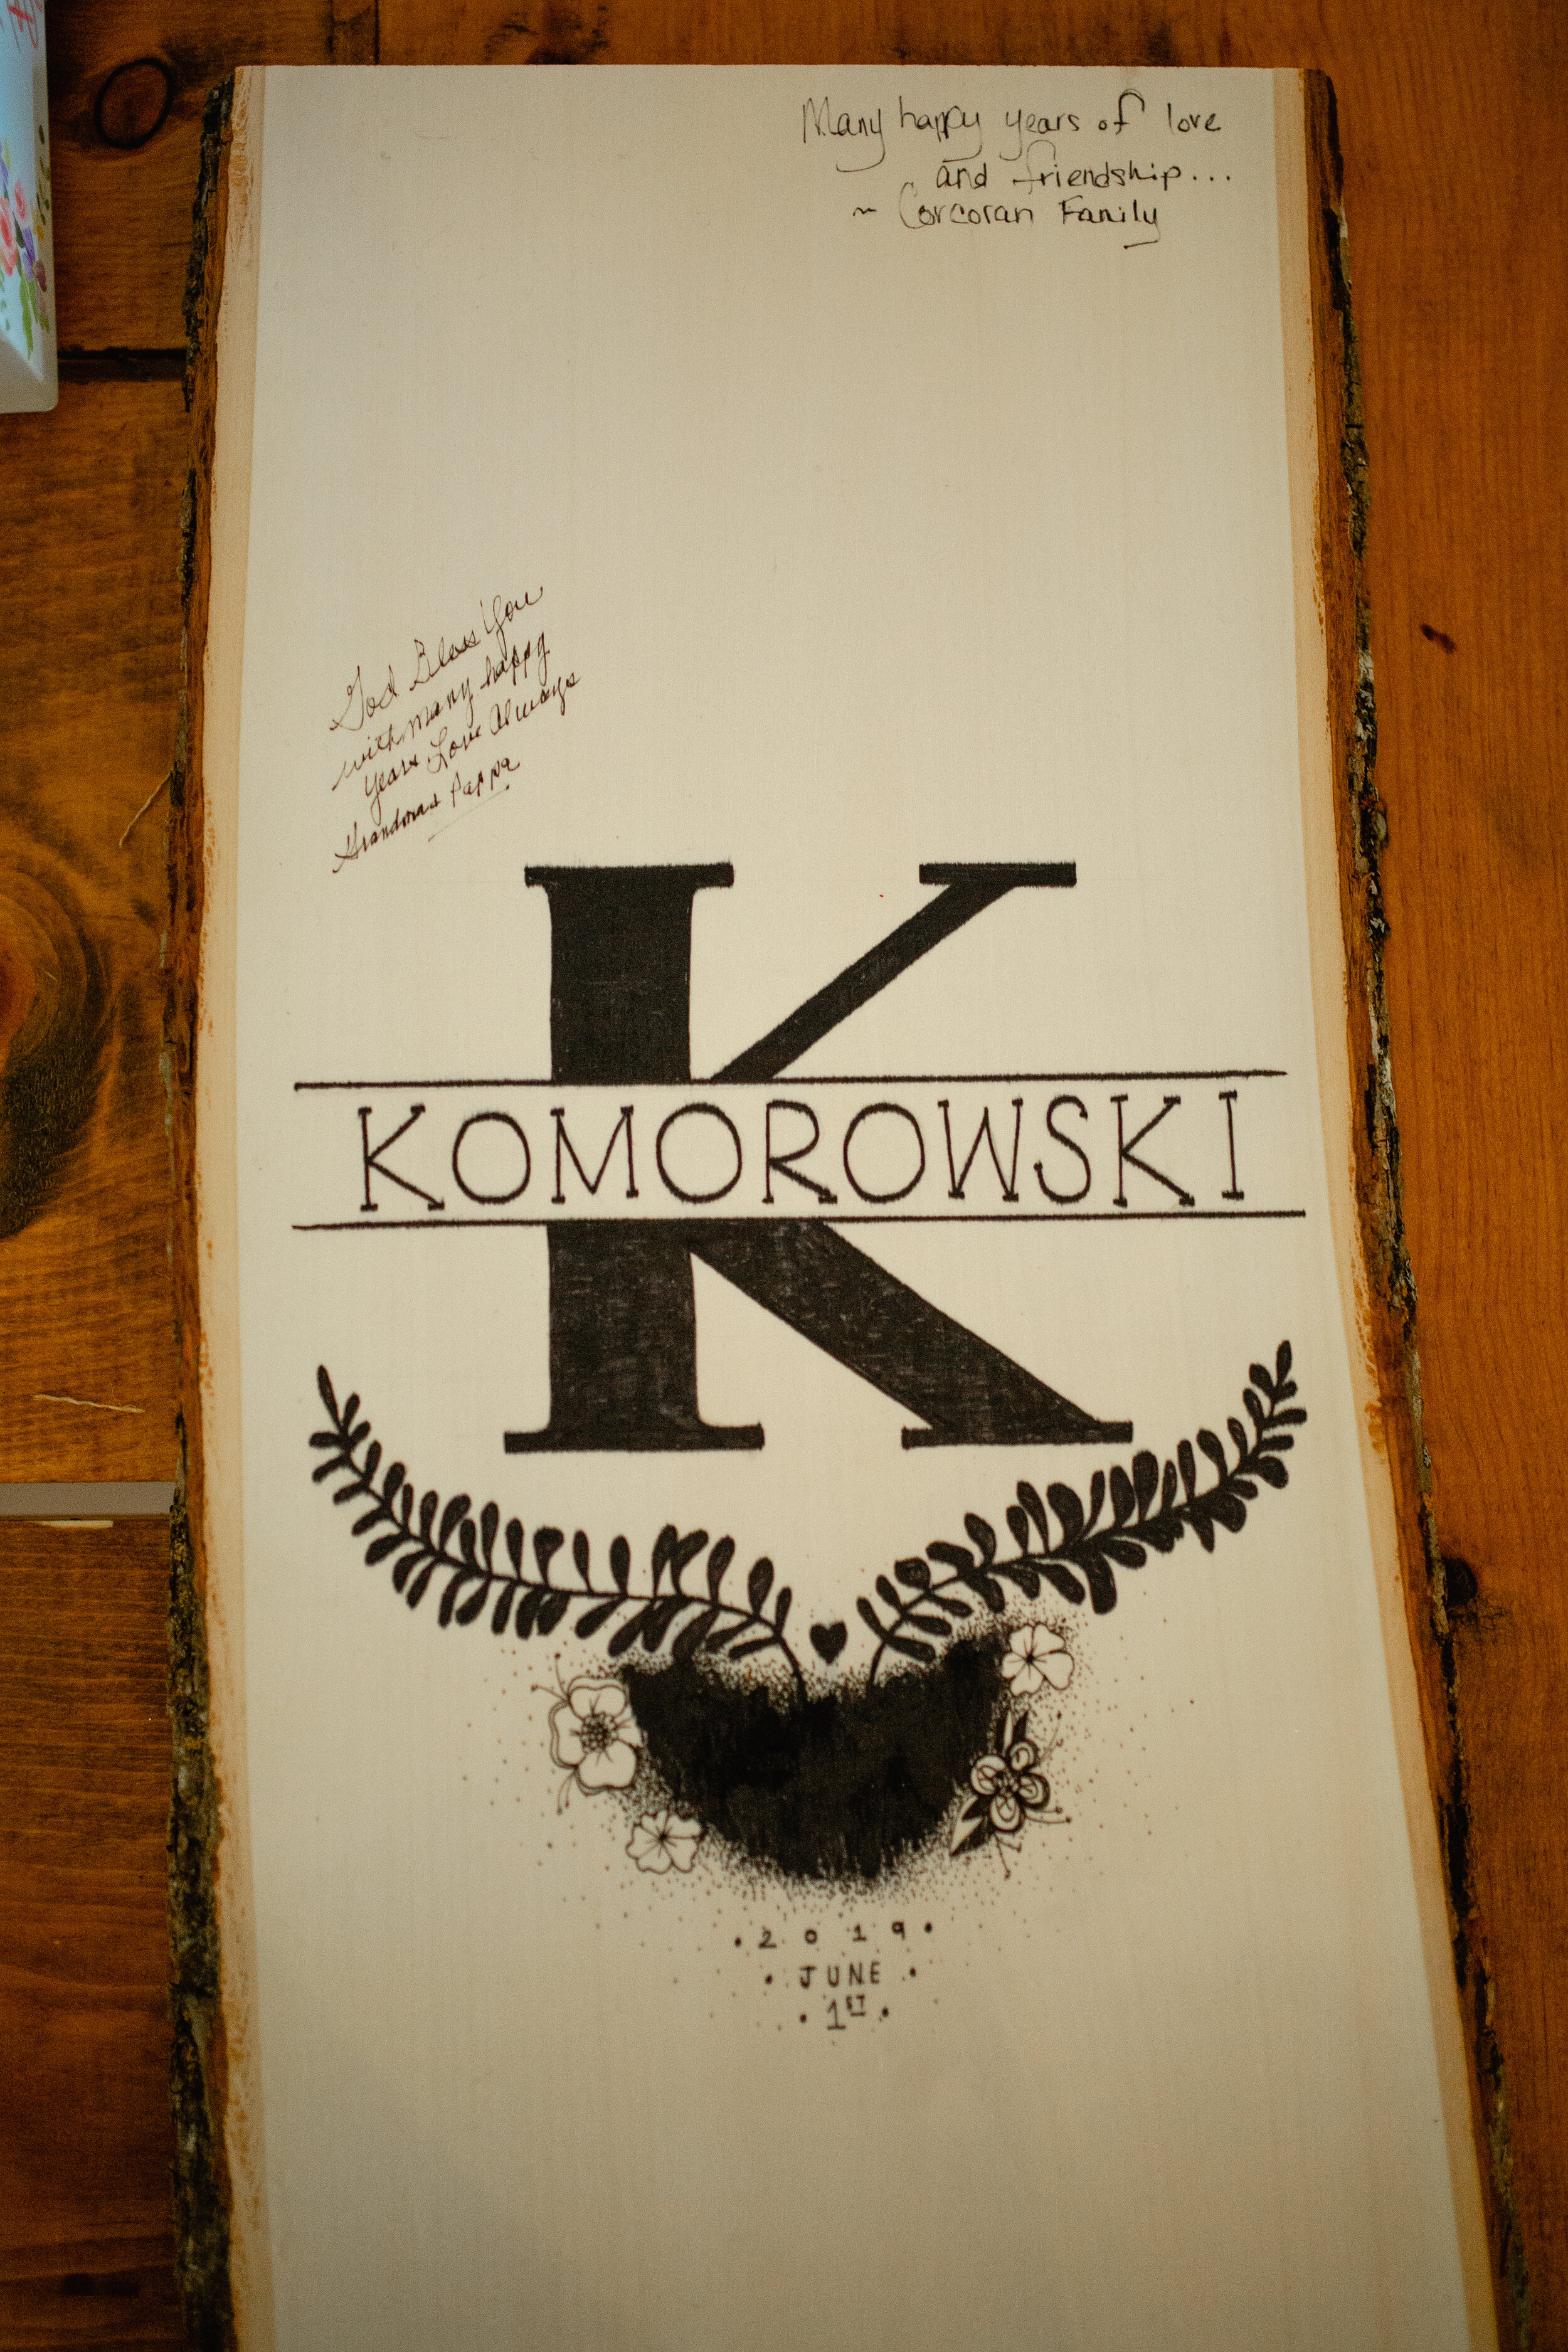 Many happy years of love
and friendship...
~ Corcoran Family
God Bless You
with many happy
years Love Always
Grandma + Pappa
K
KOMOROWSKI
• 2019 •
• JUNE •
• 1ST •